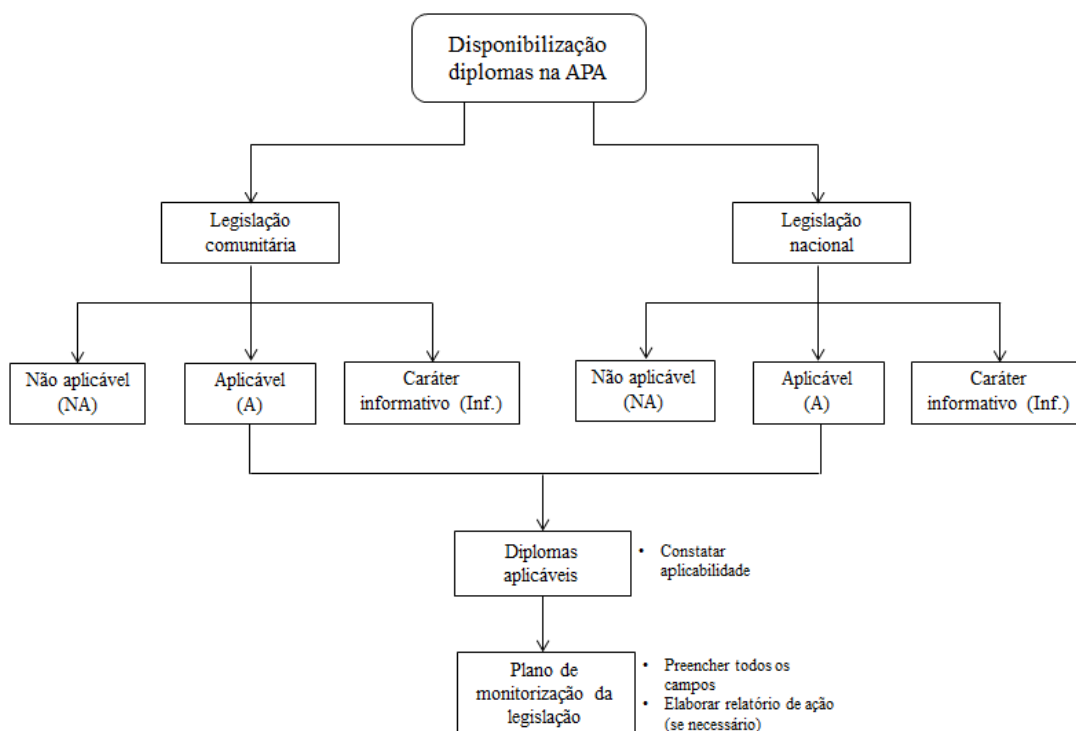 Disponibilização
diplomas na APA
Legislação
comunitária
Legislação
nacional
Não aplicável
(NA)
Aplicável
(A)
Caráter
informativo (Inf.)
Não aplicável
(NA)
Aplicável
(A)
Caráter
informativo (Inf.)
Diplomas
aplicáveis
• Constatar
aplicabilidade
Plano de
monitorização da
legislação
• Preencher todos os
campos
• Elaborar relatório de ação
(se necessário)